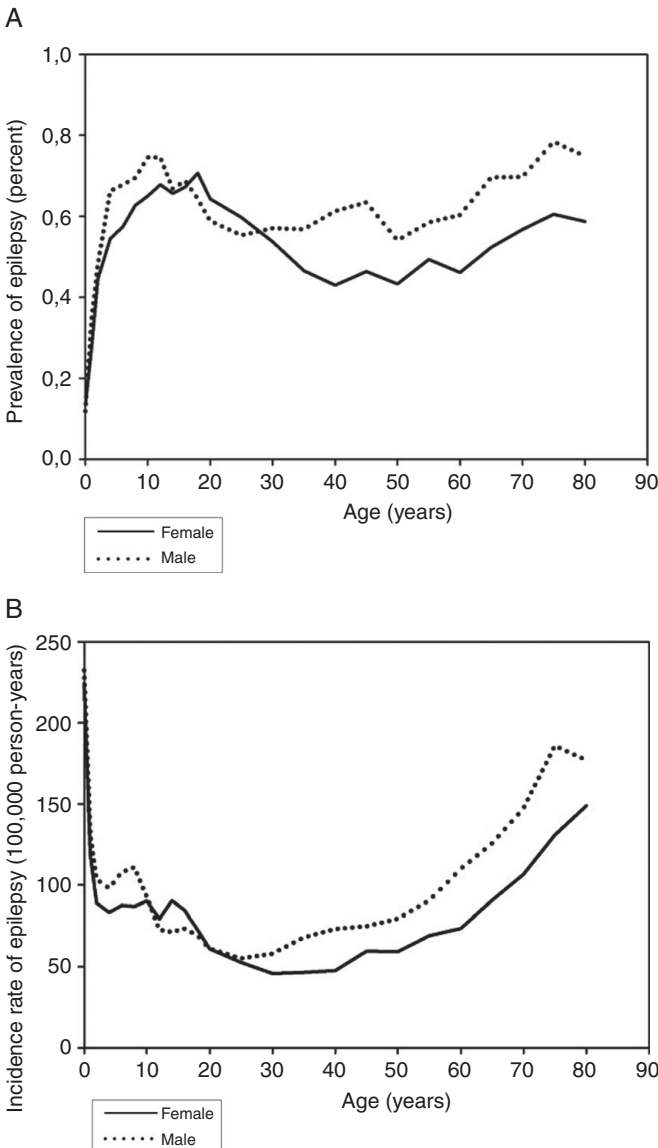 A
Prevalence of epilepsy (percent)
1,0
0,8
0,6
0,4
0,2
0,0
0 10 20 30 40 50 60 70 80 90
Age (years)
Female
Male
B
Incidence rate of epilepsy (100,000 person-years)
250
200
150
100
50
0
0 10 20 30 40 50 60 70 80 90
Age (years)
Female
Male